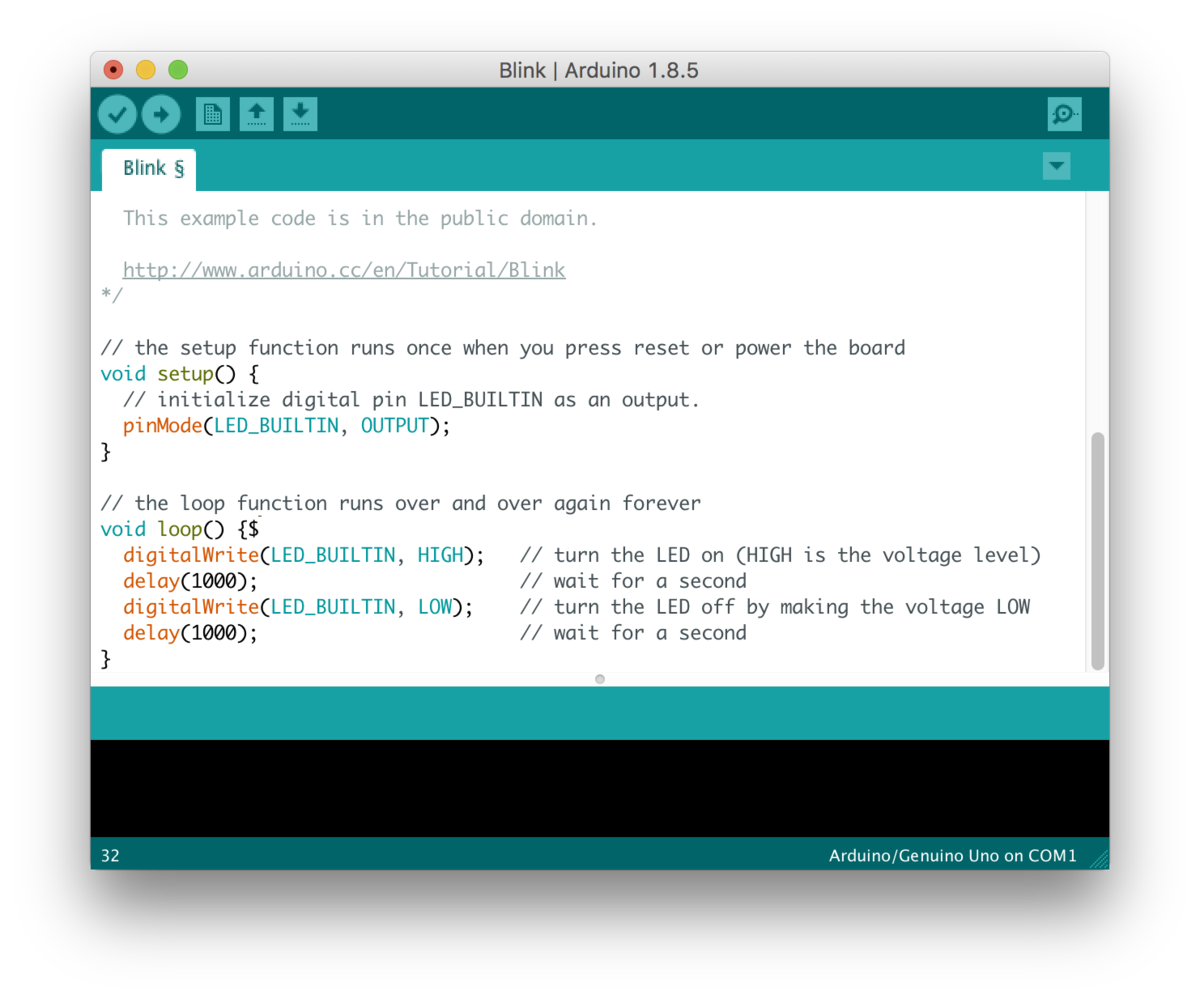 Blink | Arduino 1.8.5
Blink §
This example code is in the public domain.
http://www.arduino.cc/en/Tutorial/Blink
*/
// the setup function runs once when you press reset or power the board
void setup() {
  // initialize digital pin LED_BUILTIN as an output.
  pinMode(LED_BUILTIN, OUTPUT);
}
// the loop function runs over and over again forever
void loop() {$
  digitalWrite(LED_BUILTIN, HIGH);   // turn the LED on (HIGH is the voltage level)
  delay(1000);                       // wait for a second
  digitalWrite(LED_BUILTIN, LOW);    // turn the LED off by making the voltage LOW
  delay(1000);                       // wait for a second
}
32 Arduino/Genuino Uno on COM1